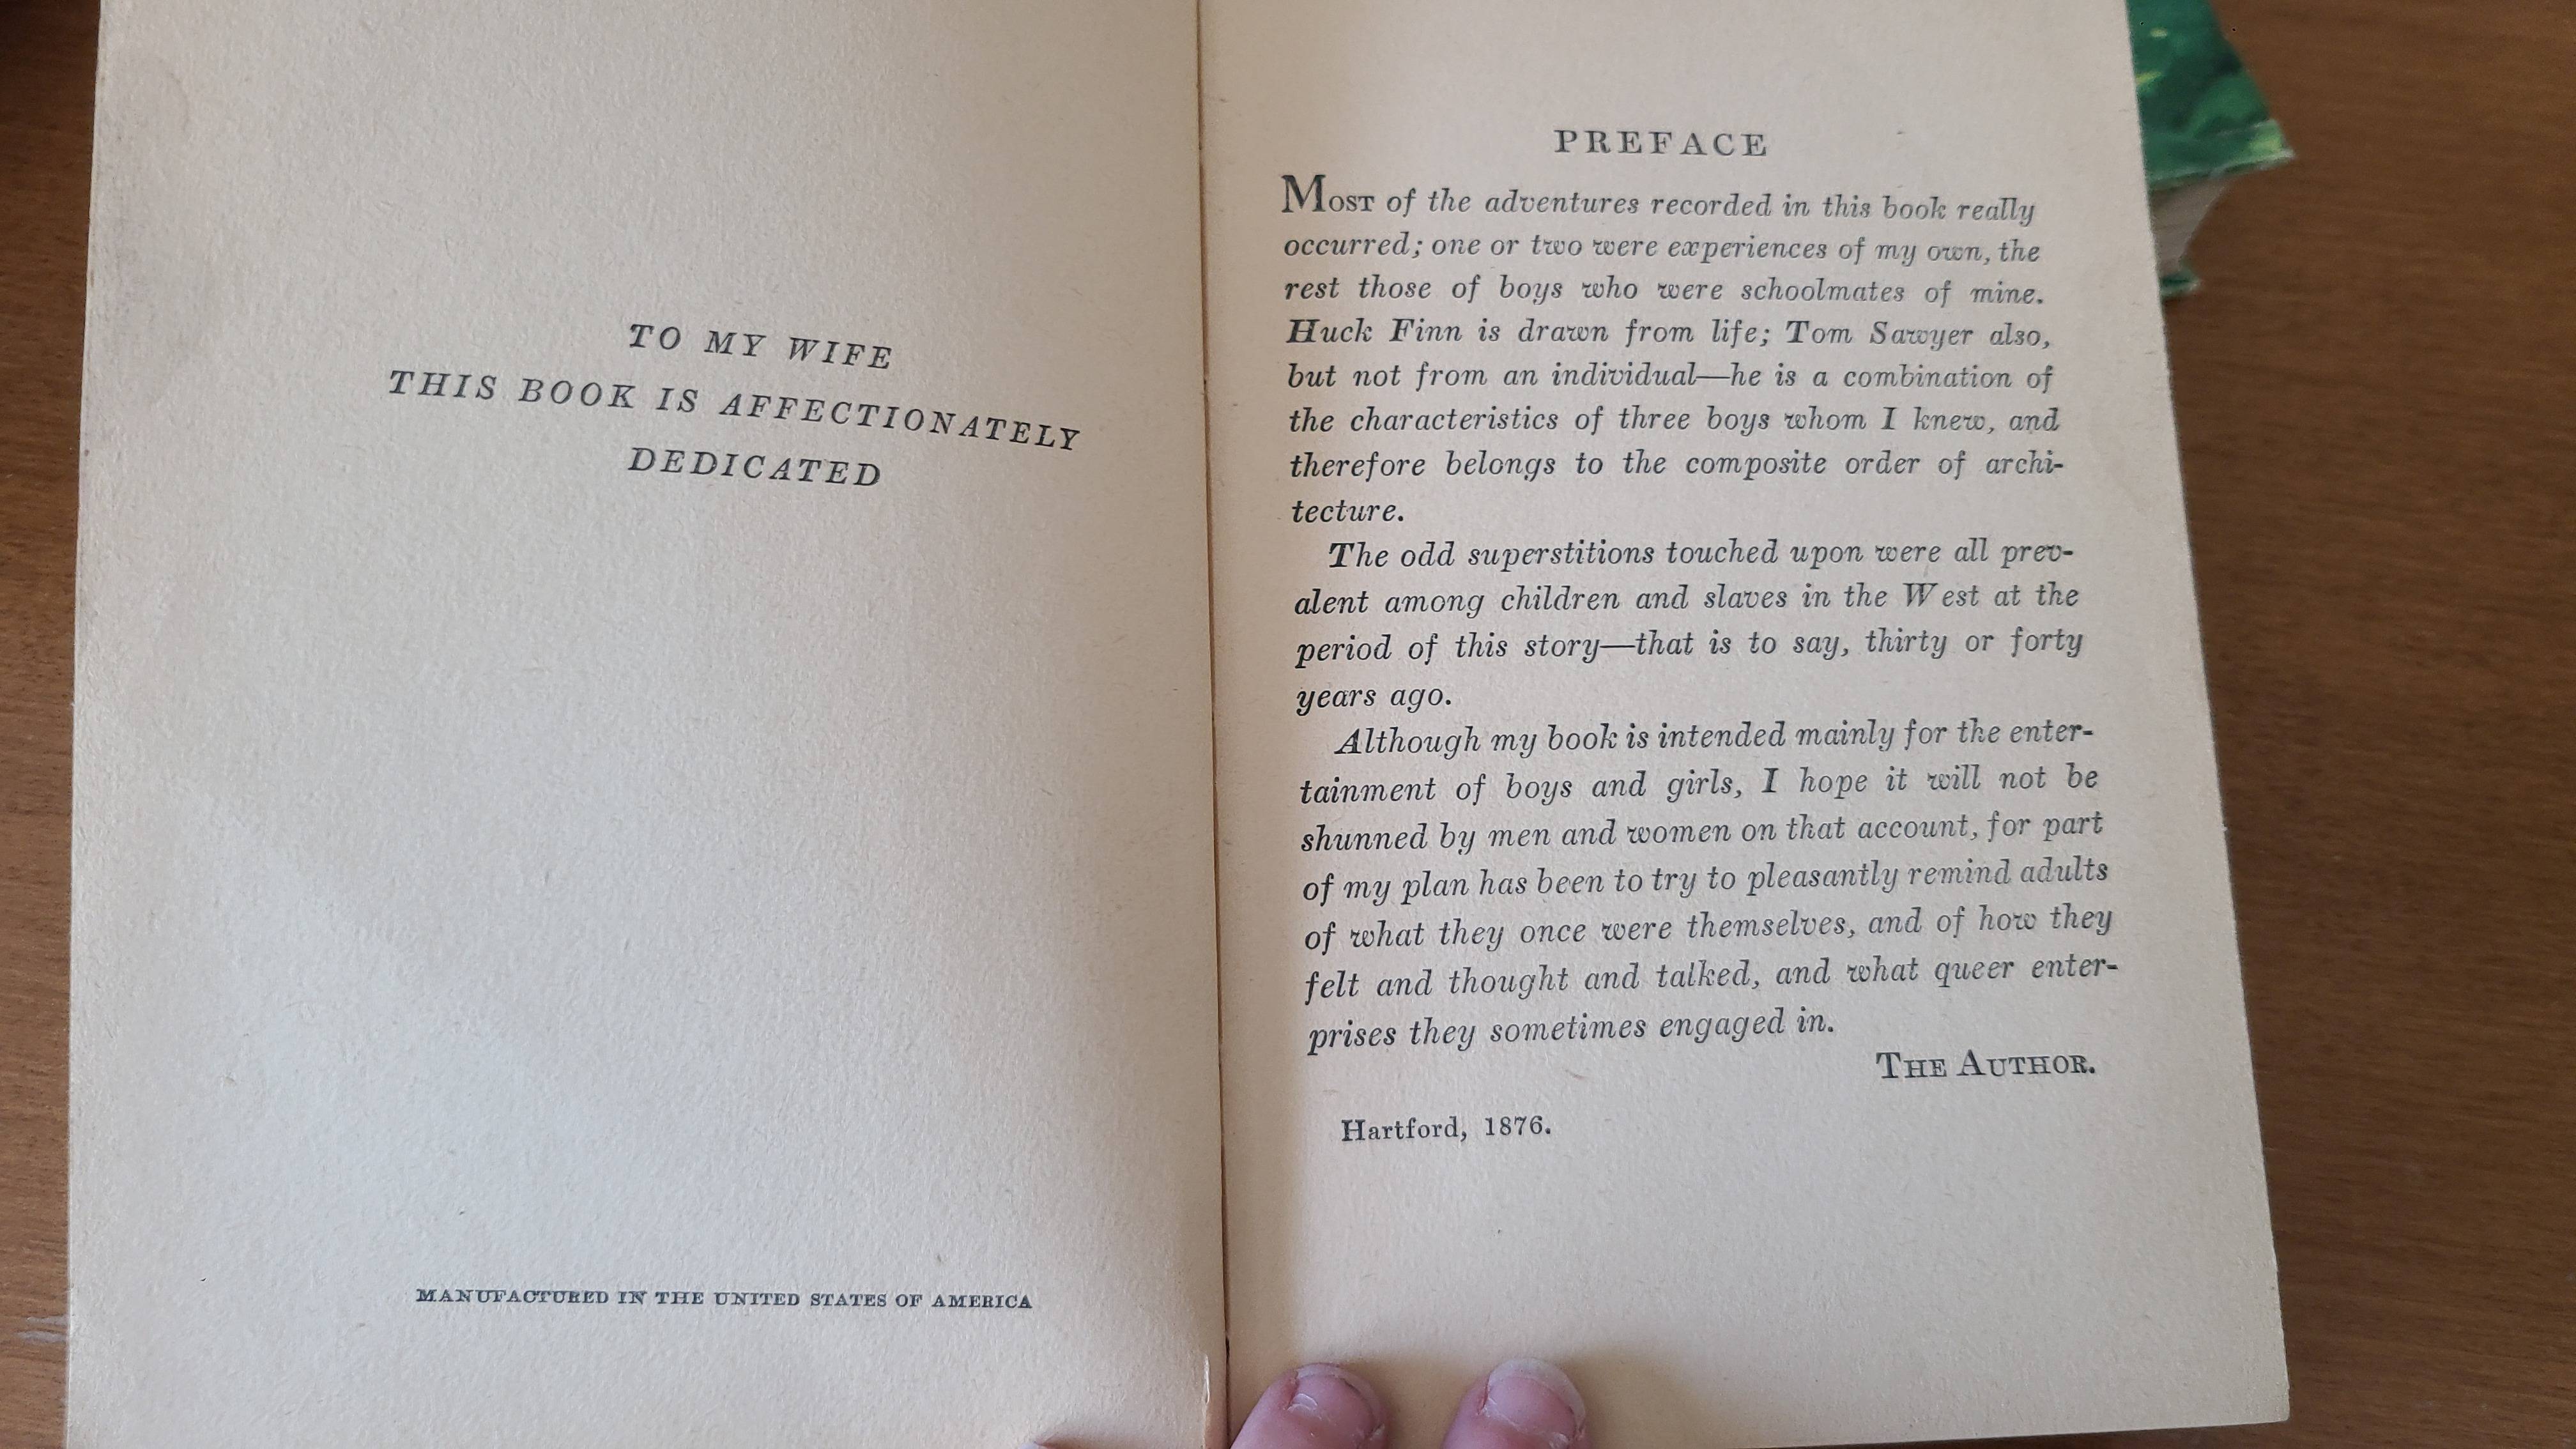 TO MY WIFE
THIS BOOK IS AFFECTIONATELY
DEDICATED
MANUFACTURED IN THE UNITED STATES OF AMERICA
PREFACE
MOST of the adventures recorded in this book really
occurred; one or two were experiences of my own, the
rest those of boys who were schoolmates of mine.
Huck Finn is drawn from life; Tom Sawyer also,
but not from an individual—he is a combination of
the characteristics of three boys whom I knew, and
therefore belongs to the composite order of archi-
tecture.
The odd superstitions touched upon were all prev-
alent among children and slaves in the West at the
period of this story—that is to say, thirty or forty
years ago.
Although my book is intended mainly for the enter-
tainment of boys and girls, I hope it will not be
shunned by men and women on that account, for part
of my plan has been to try to pleasantly remind adults
of what they once were themselves, and of how they
felt and thought and talked, and what queer enter-
prises they sometimes engaged in.
THE AUTHOR.
Hartford, 1876.